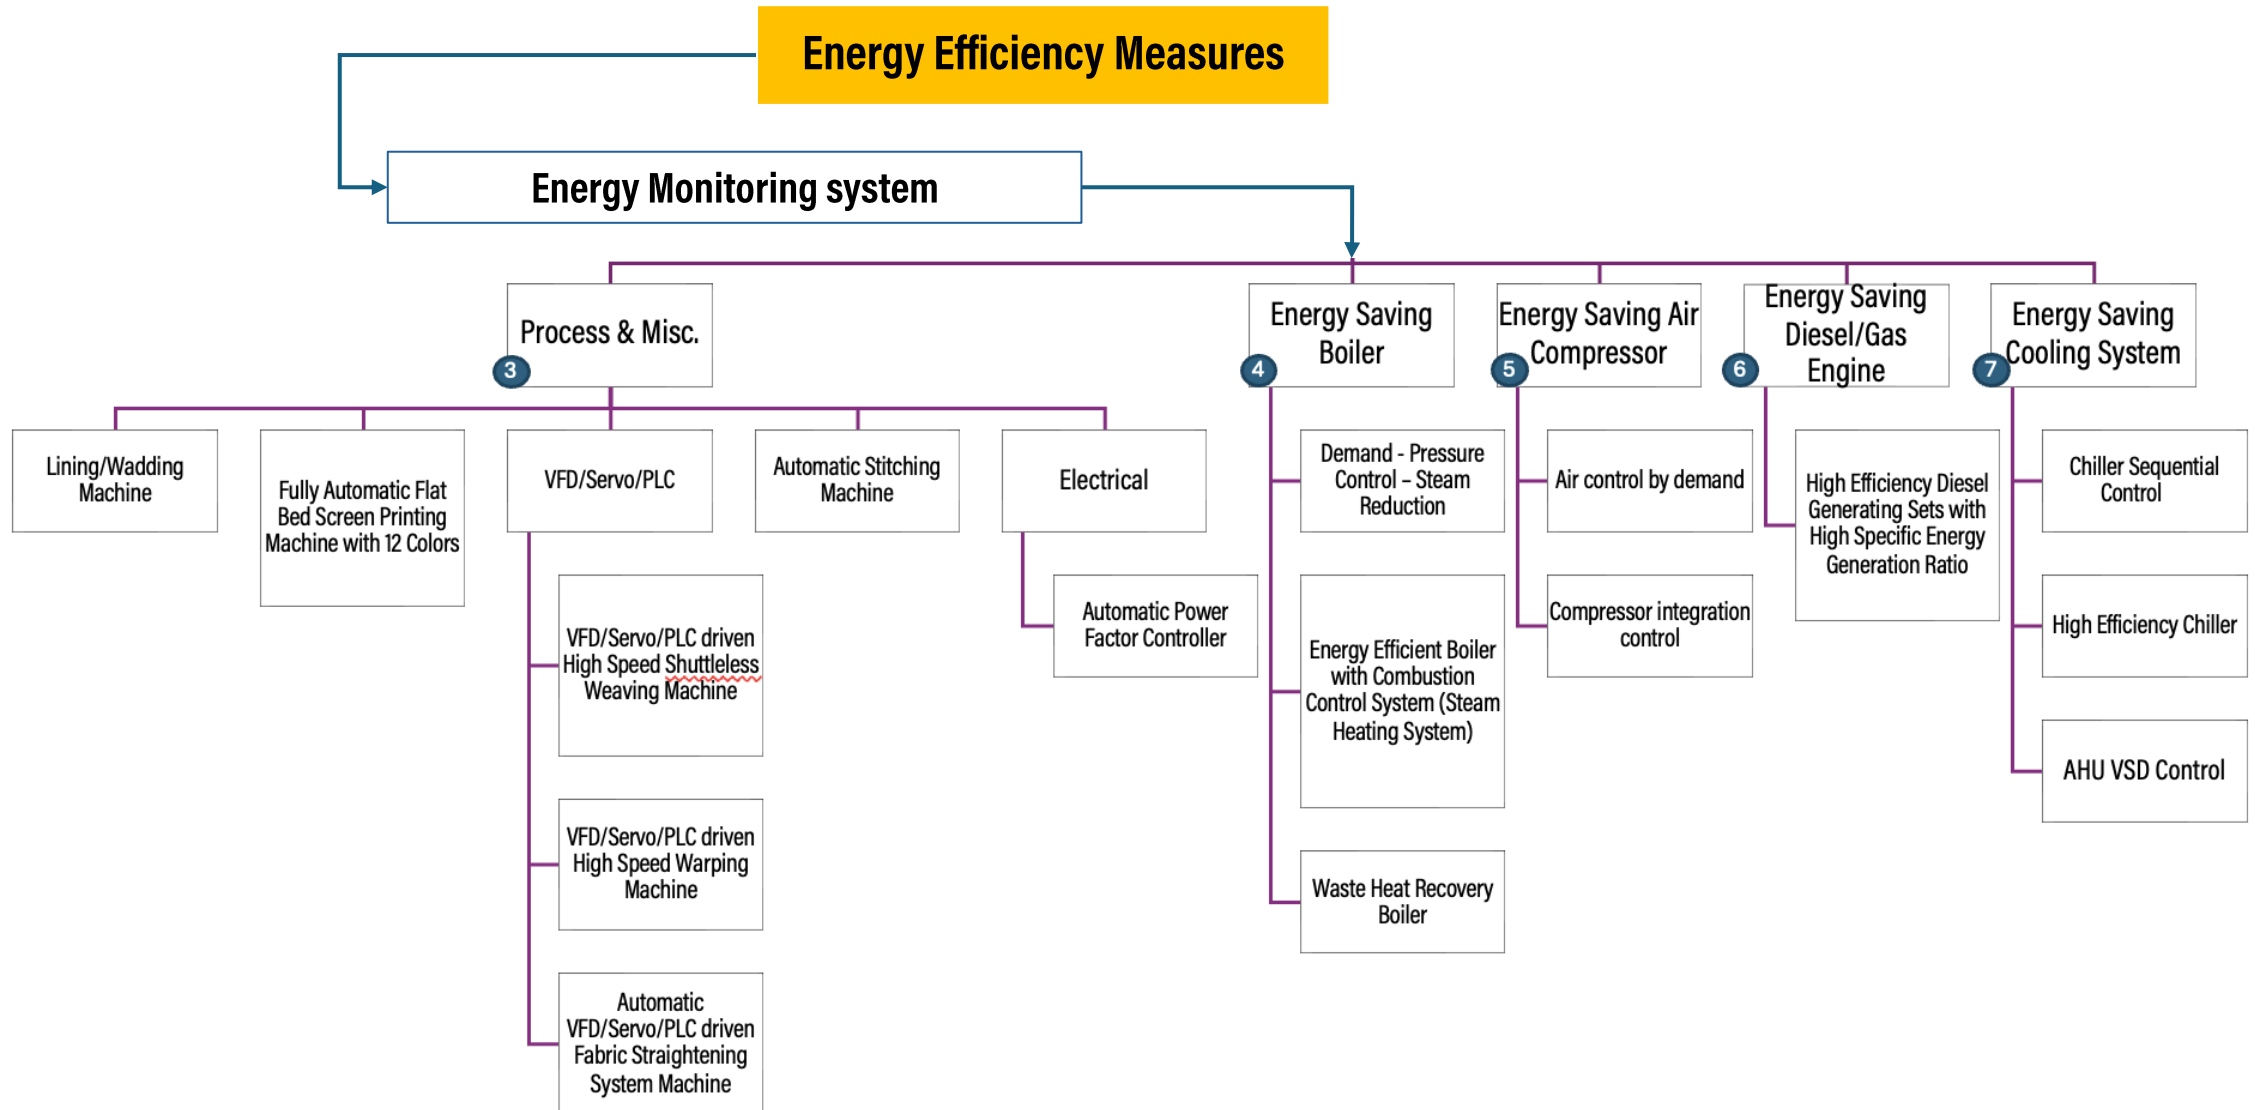 Energy Efficiency Measures
Energy Monitoring system
Process & Misc.
3
Energy Saving
Boiler
4
Energy Saving Air
Compressor
5
Energy Saving
Diesel/Gas
Engine
6
Energy Saving
Cooling System
7
Lining/Wadding
Machine
Fully Automatic Flat
Bed Screen Printing
Machine with 12 Colors
VFD/Servo/PLC
VFD/Servo/PLC driven
High Speed Shuttleless
Weaving Machine
VFD/Servo/PLC driven
High Speed Warping
Machine
Automatic
VFD/Servo/PLC driven
Fabric Straightening
System Machine
Automatic Stitching
Machine
Electrical
Automatic Power
Factor Controller
Demand - Pressure
Control – Steam
Reduction
Energy Efficient Boiler
with Combustion
Control System (Steam
Heating System)
Waste Heat Recovery
Boiler
Air control by demand
Compressor integration
control
High Efficiency Diesel
Generating Sets with
High Specific Energy
Generation Ratio
Chiller Sequential
Control
High Efficiency Chiller
AHU VSD Control